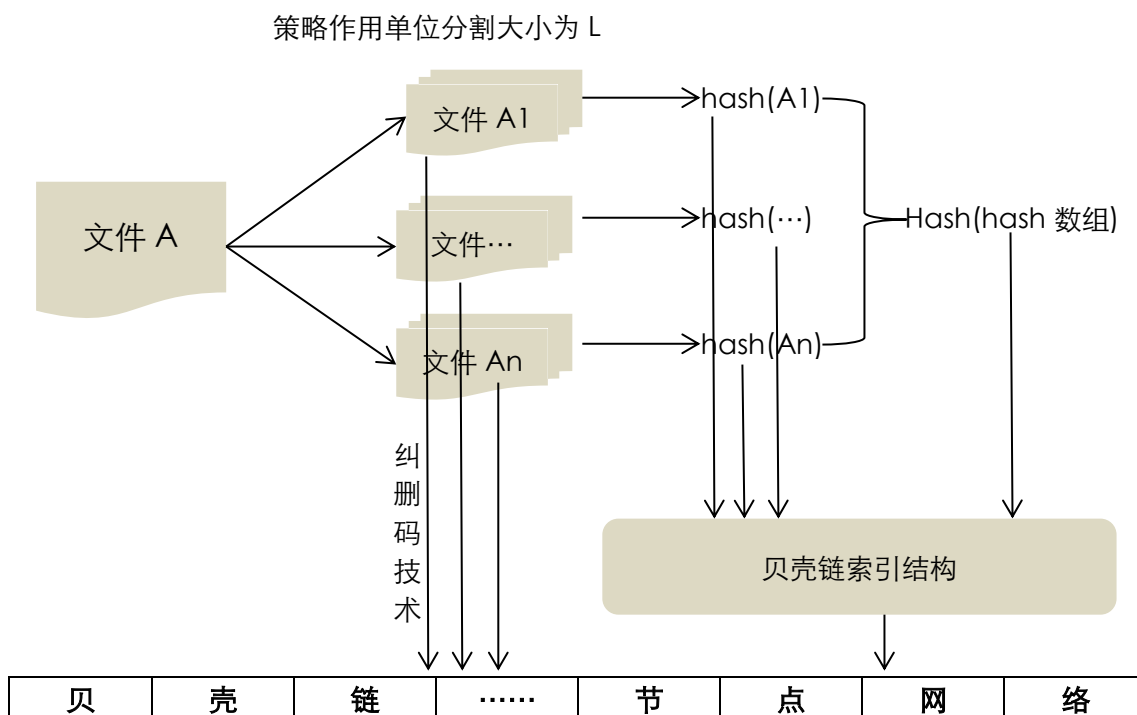 策略作用单位分割大小为 L
文件 A1
hash(A1)
文件 A
文件…
hash(…)
Hash(hash 数组)
文件 An
hash(An)
纠
删
码
技
术
贝壳链索引结构
贝 壳 链 …… 节 点 网 络